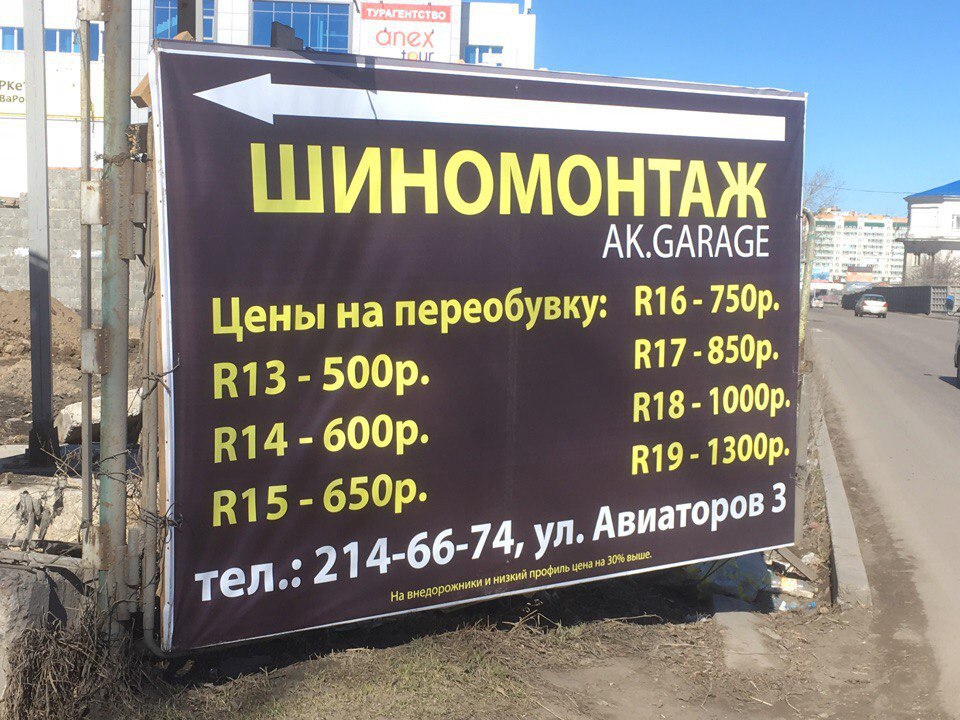 ТУРАГЕНТСТВО
anex
tour
ШИНОМОНТАЖ
AK.GARAGE
Цены на переобувку:
R13 - 500р.
R14 - 600р.
R15 - 650р.
R16 - 750р.
R17 - 850р.
R18 - 1000р.
R19 - 1300р.
тел.: 214-66-74, ул. Авиаторов 3
На внедорожники и низкий профиль цена на 30% выше.